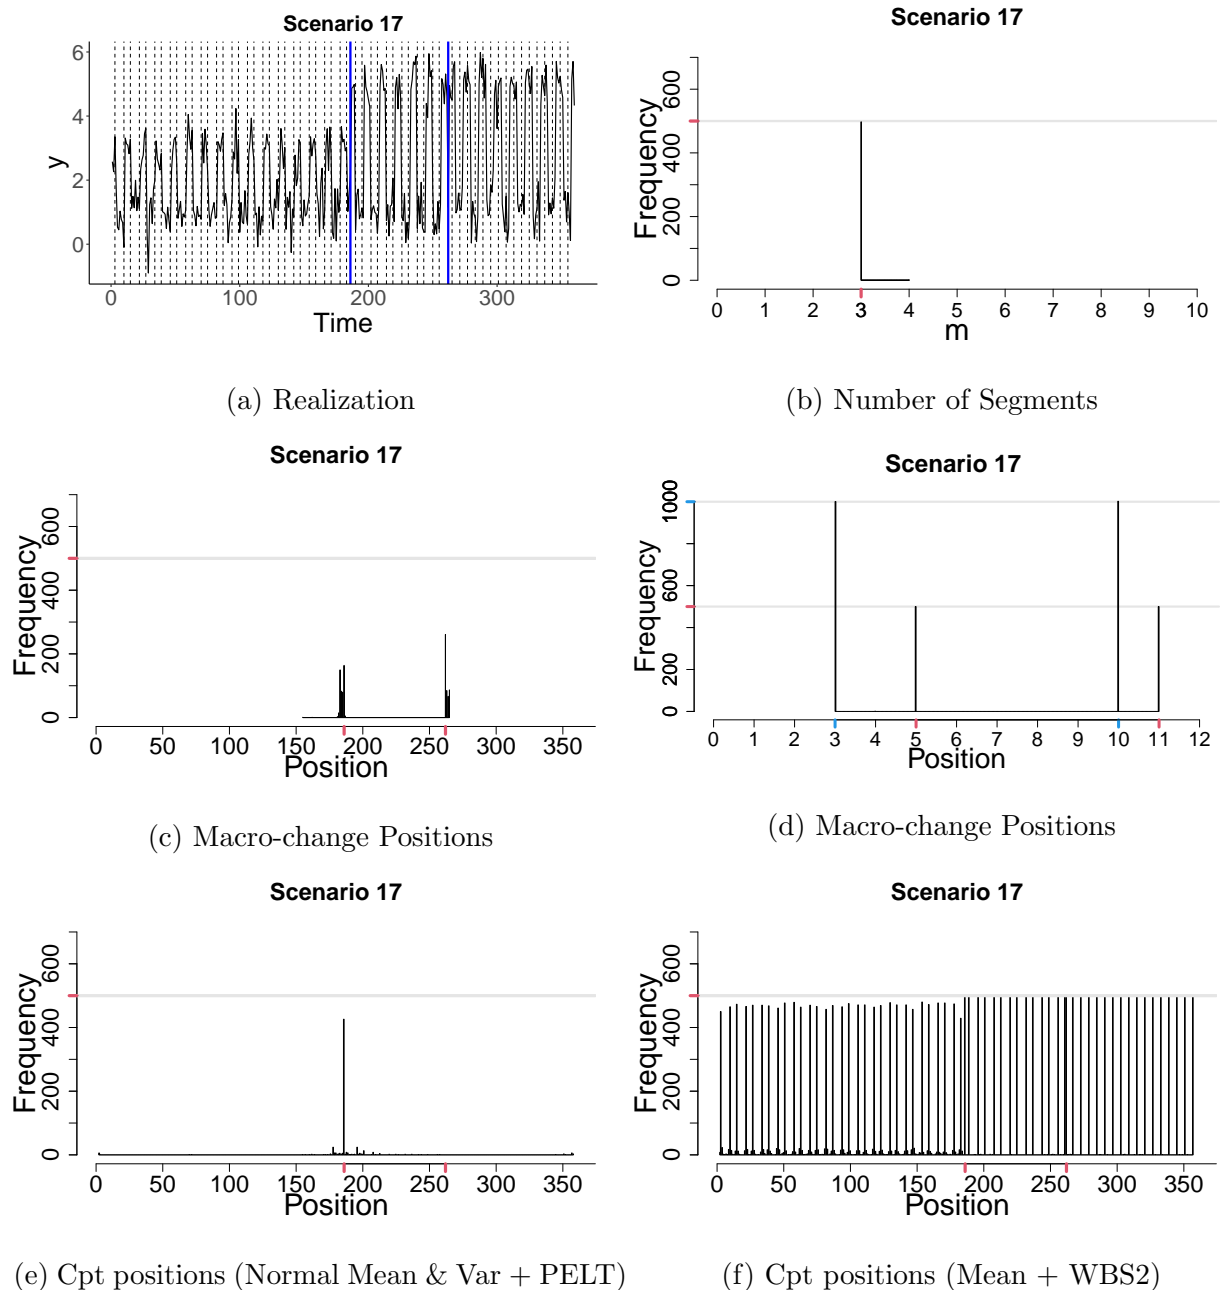 Scenario 17
y
6
4
2
0
0 100 200 300
Time
(a) Realization
Scenario 17
Frequency
0 200 400 600
0 1 2 3 4 5 6 7 8 9 10
m
(b) Number of Segments
Scenario 17
Frequency
0 200 400 600
0 50 100 150 200 250 300 350
Position
(c) Macro-change Positions
Scenario 17
Frequency
0 200 400 600 1000
0 1 2 3 4 5 6 7 8 9 10 11 12
Position
(d) Macro-change Positions
Scenario 17
Frequency
0 200 400 600
0 50 100 150 200 250 300 350
Position
(e) Cpt positions (Normal Mean & Var + PELT)
Scenario 17
Frequency
0 200 400 600
0 50 100 150 200 250 300 350
Position
(f) Cpt positions (Mean + WBS2)